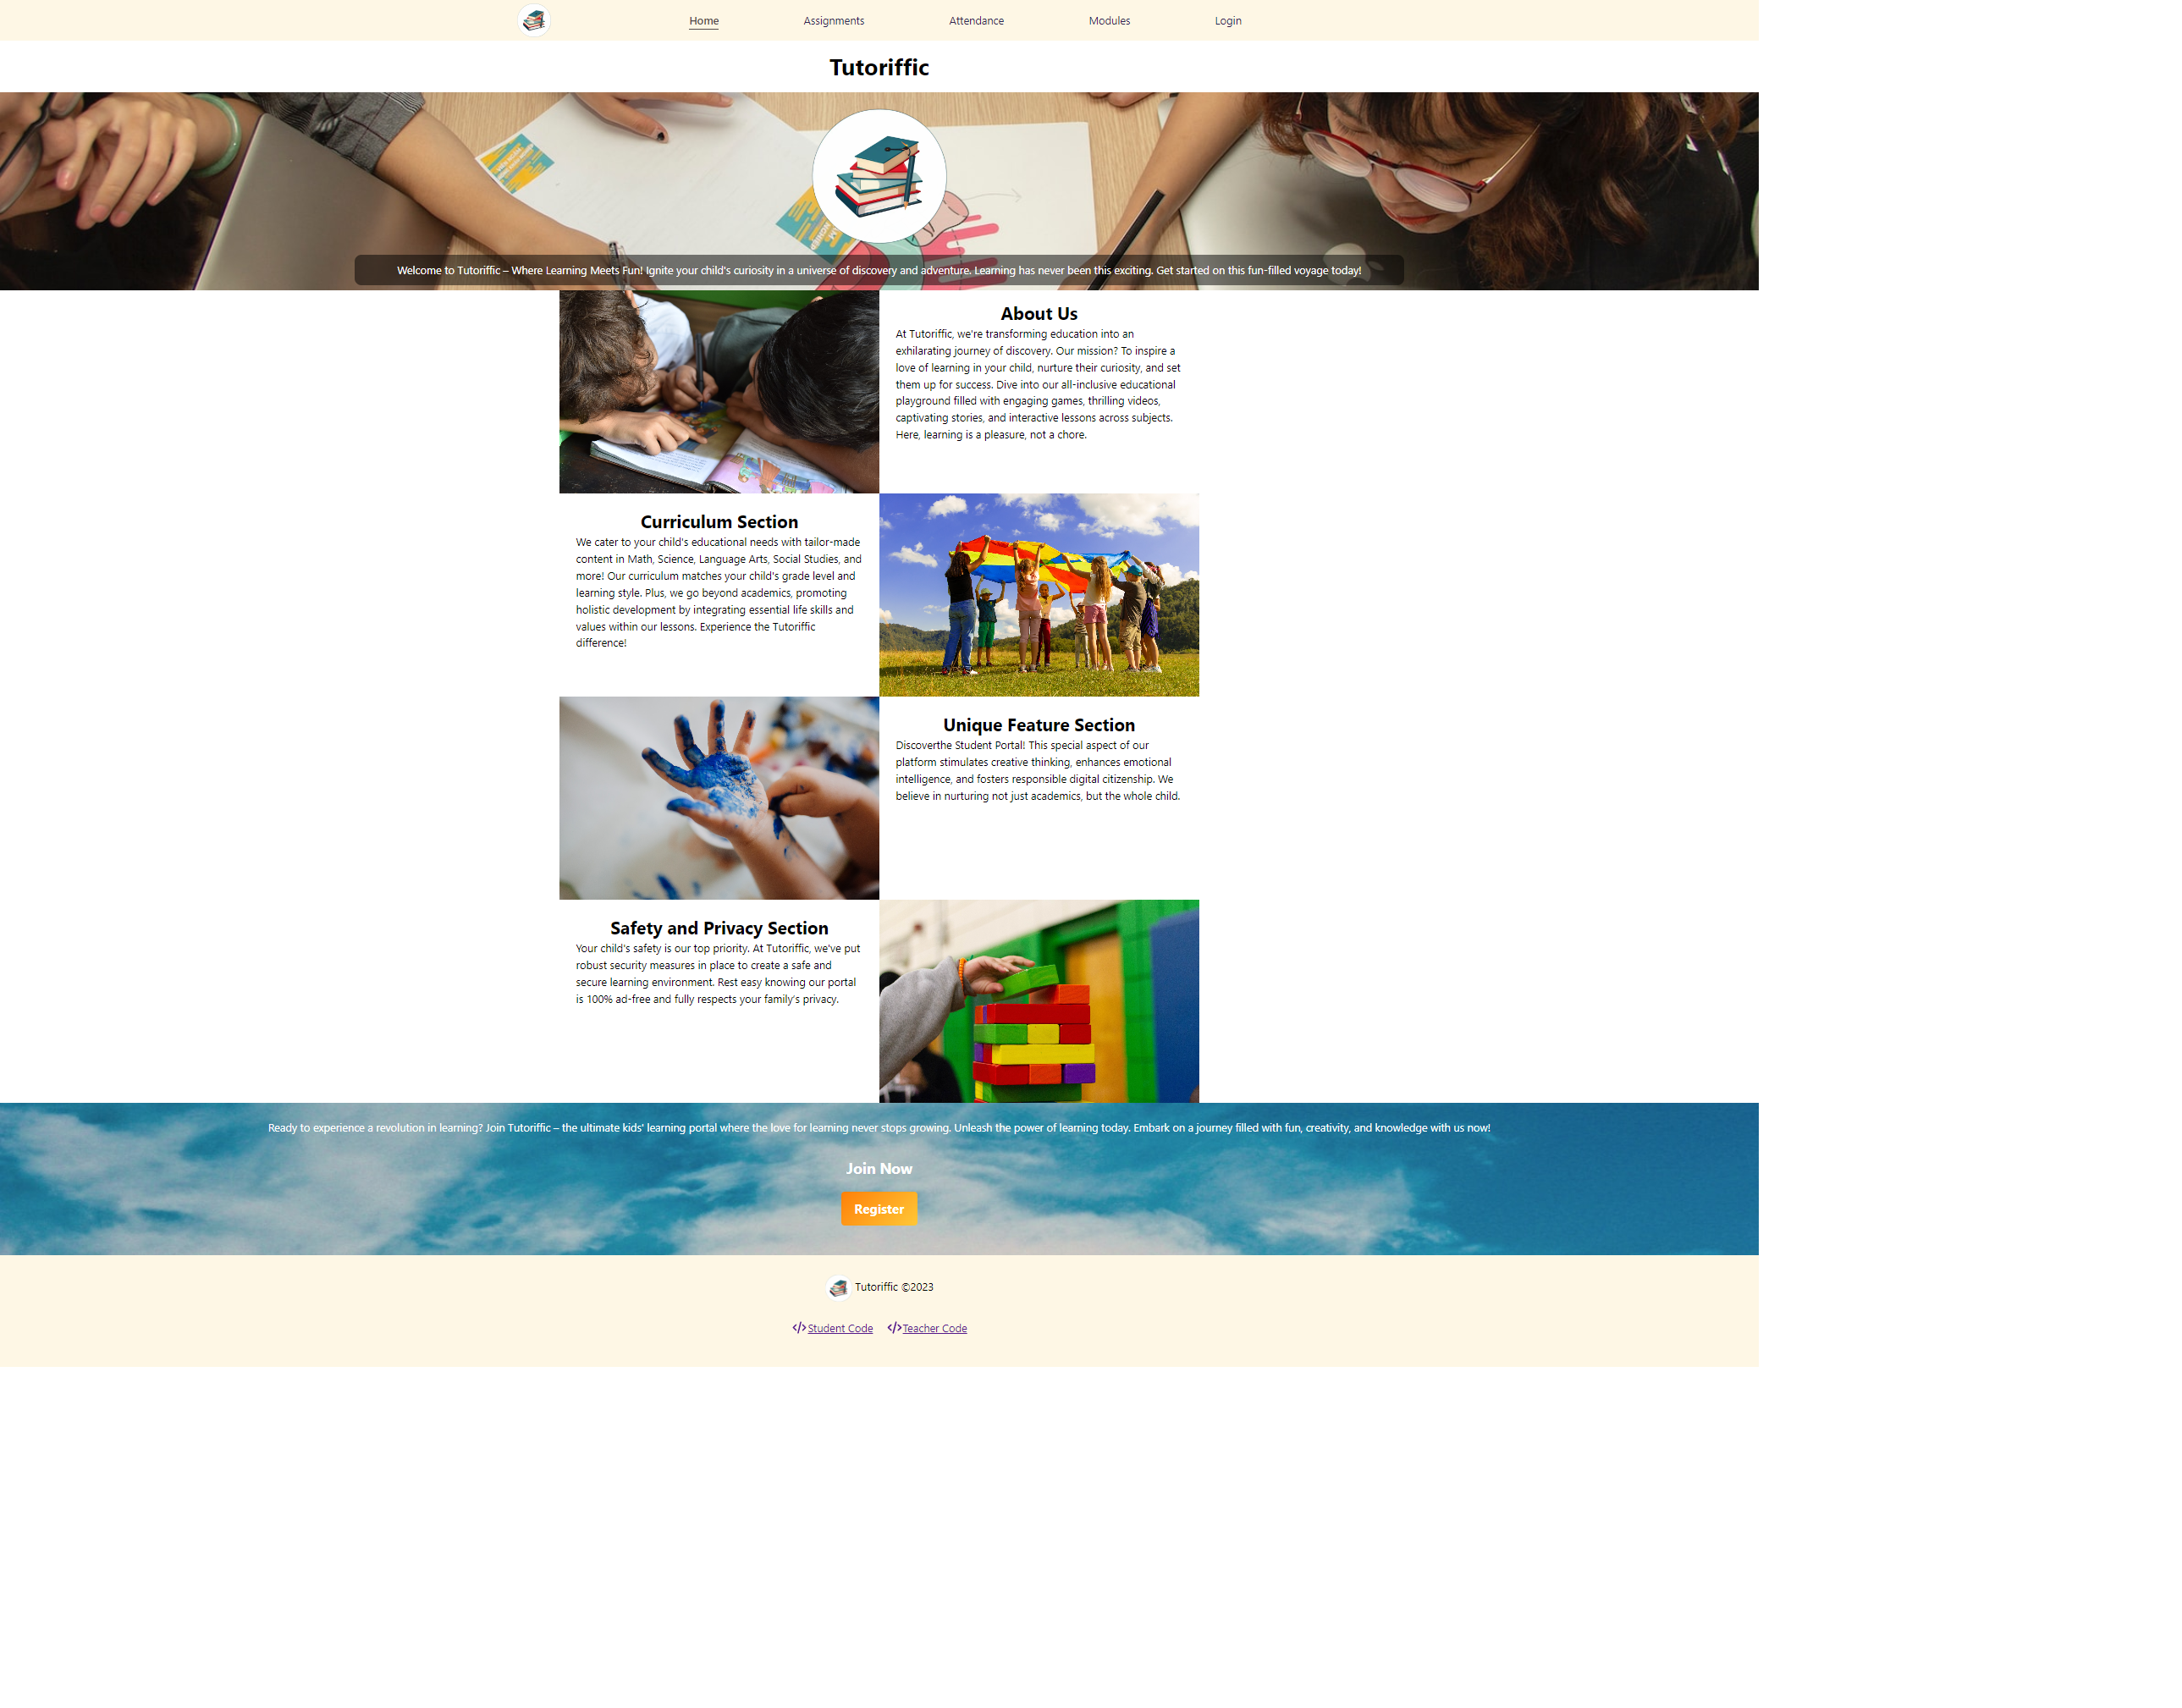 Home Assignments Attendance Modules Login
Tutoriffic
Welcome to Tutoriffic – Where Learning Meets Fun! Ignite your child's curiosity in a universe of discovery and adventure. Learning has never been this exciting. Get started on this fun-filled voyage today!
About Us
At Tutoriffic, we're transforming education into an
exhilarating journey of discovery. Our mission? To inspire a
love of learning in your child, nurture their curiosity, and set
them up for success. Dive into our all-inclusive educational
playground filled with engaging games, thrilling videos,
captivating stories, and interactive lessons across subjects.
Here, learning is a pleasure, not a chore.
Curriculum Section
We cater to your child's educational needs with tailor-made
content in Math, Science, Language Arts, Social Studies, and
more! Our curriculum matches your child's grade level and
learning style. Plus, we go beyond academics, promoting
holistic development by integrating essential life skills and
values within our lessons. Experience the Tutoriffic
difference!
Unique Feature Section
Discoverthe Student Portal! This special aspect of our
platform stimulates creative thinking, enhances emotional
intelligence, and fosters responsible digital citizenship. We
believe in nurturing not just academics, but the whole child.
Safety and Privacy Section
Your child's safety is our top priority. At Tutoriffic, we've put
robust security measures in place to create a safe and
secure learning environment. Rest easy knowing our portal
is 100% ad-free and fully respects your family's privacy.
Ready to experience a revolution in learning? Join Tutoriffic – the ultimate kids' learning portal where the love for learning never stops growing. Unleash the power of learning today. Embark on a journey filled with fun, creativity, and knowledge with us now!
Join Now
Register
Tutoriffic ©2023
Student Code Teacher Code